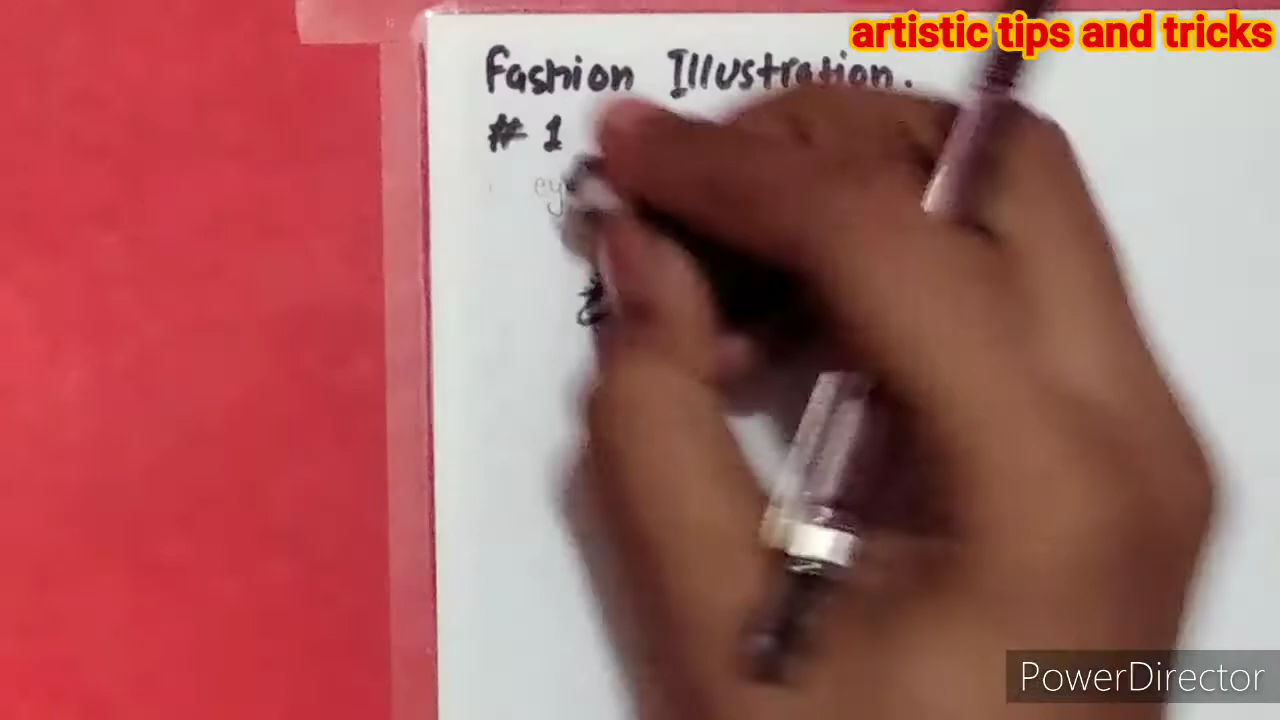 artistic tips and tricks
Fashion Illustration.
# 1
PowerDirector